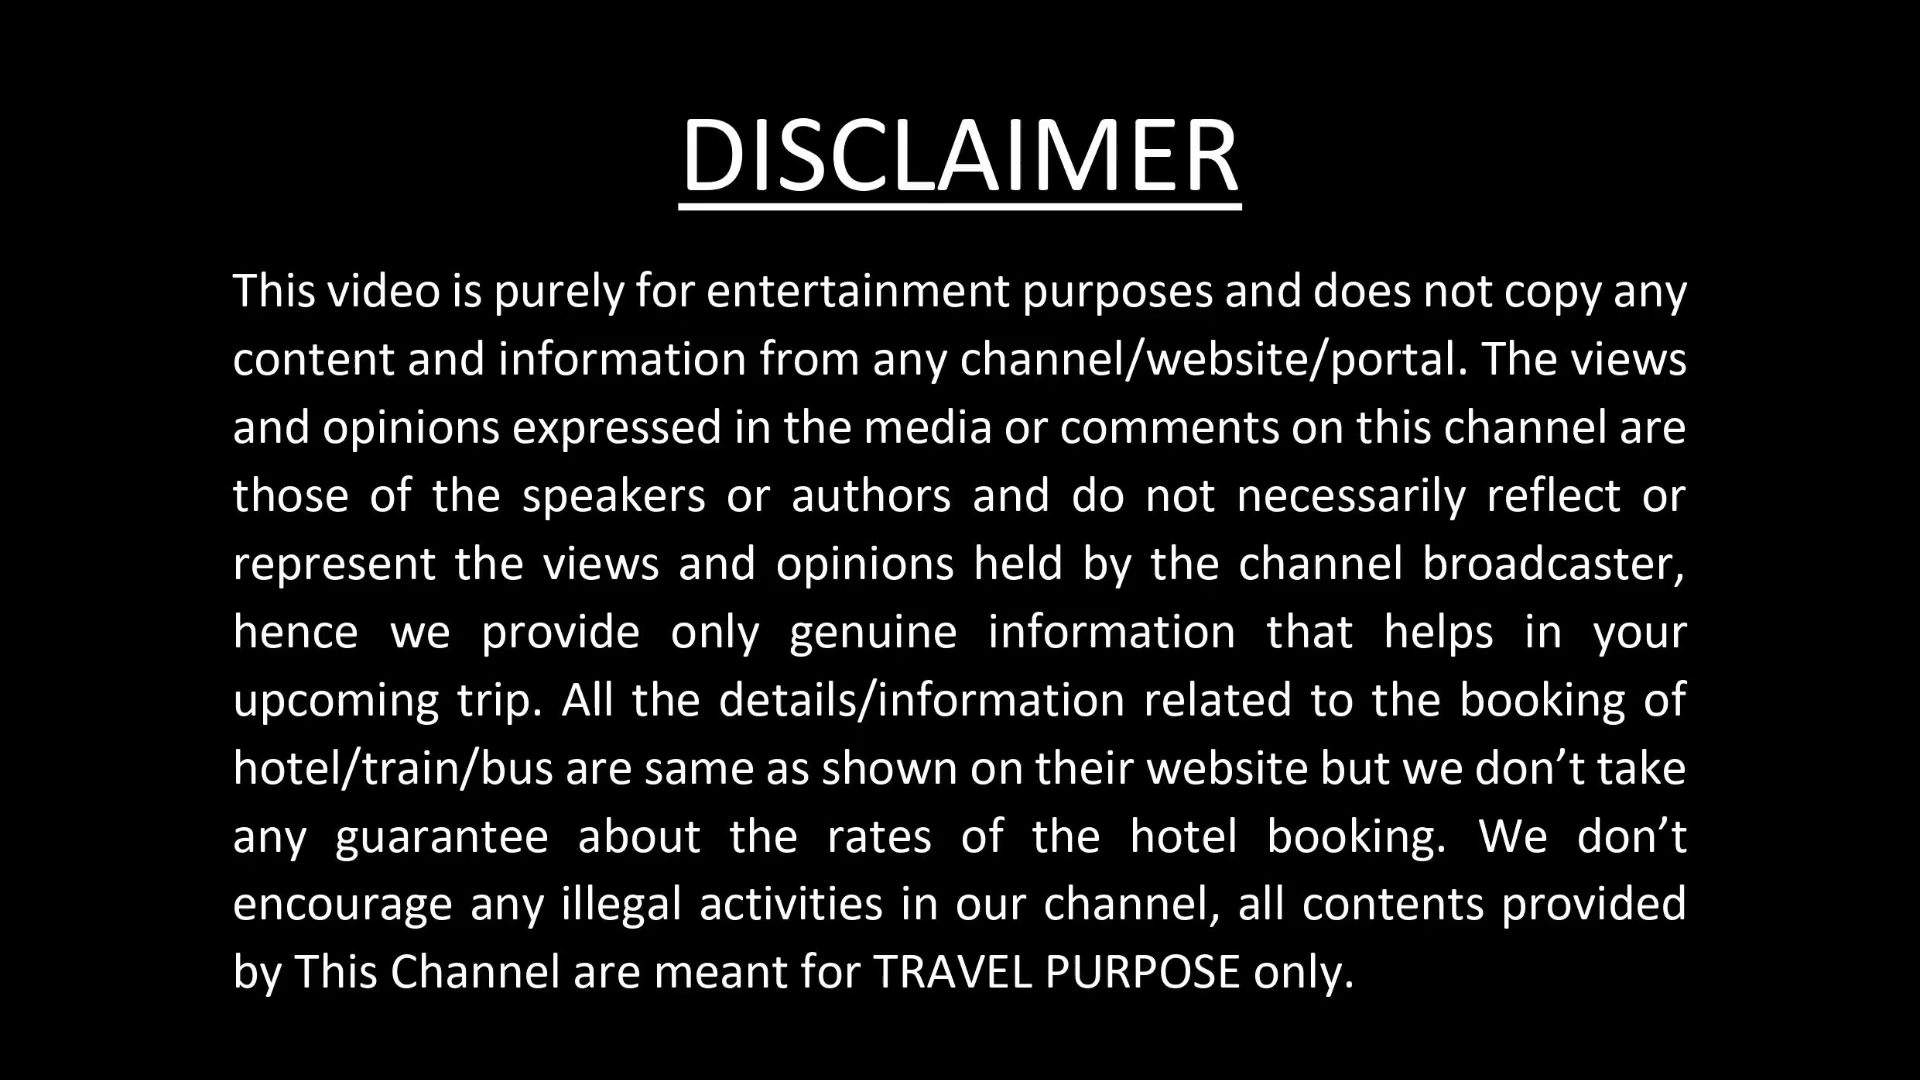 DISCLAIMER
This video is purely for entertainment purposes and does not copy any
content and information from any channel/website/portal. The views
and opinions expressed in the media or comments on this channel are
those of the speakers or authors and do not necessarily reflect or
represent the views and opinions held by the channel broadcaster,
hence we provide only genuine information that helps in your
upcoming trip. All the details/information related to the booking of
hotel/train/bus are same as shown on their website but we don’t take
any guarantee about the rates of the hotel booking. We don’t
encourage any illegal activities in our channel, all contents provided
by This Channel are meant for TRAVEL PURPOSE only.